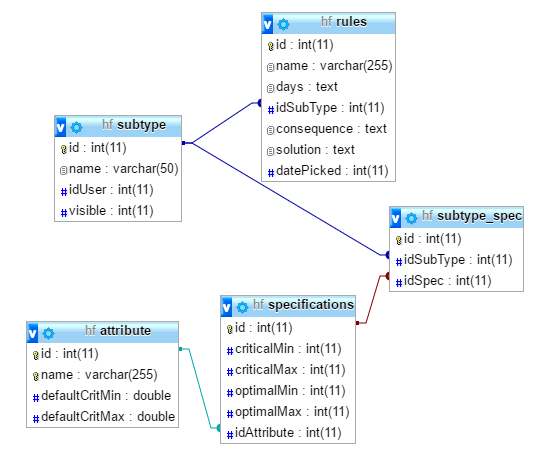 v hf rules
id : int(11)
name : varchar(255)
days : text
# idSubType : int(11)
consequence : text
solution : text
# datePicked : int(11)
v hf subtype
id : int(11)
name : varchar(50)
# idUser : int(11)
# visible : int(11)
v hf subtype_spec
id : int(11)
# idSubType : int(11)
# idSpec : int(11)
v hf specifications
id : int(11)
# criticalMin : int(11)
# criticalMax : int(11)
# optimalMin : int(11)
# optimalMax : int(11)
# idAttribute : int(11)
v hf attribute
id : int(11)
name : varchar(255)
# defaultCritMin : double
# defaultCritMax : double